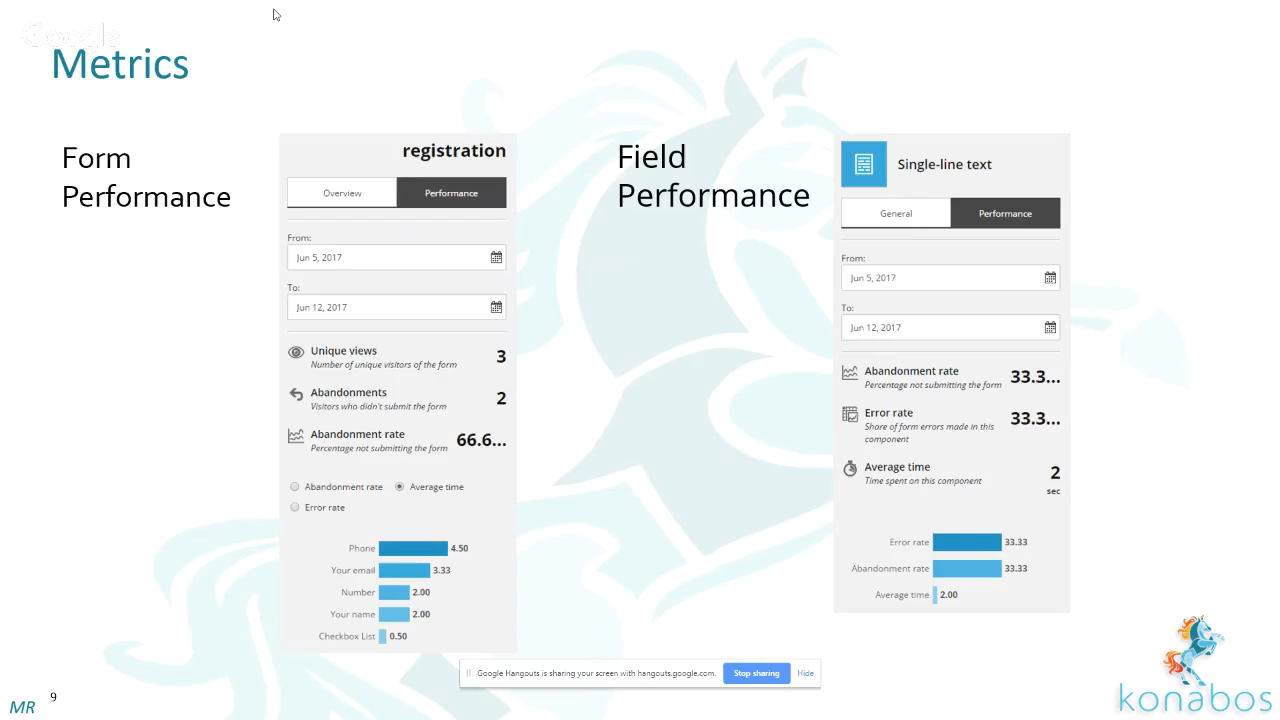 Google
Metrics
Form
Performance
registration
Overview
Performance
From:
Jun 5, 2017
To:
Jun 12, 2017
Unique views
Number of unique visitors of the form
3
Abandonments
Visitors who didn't submit the form
2
Abandonment rate
Percentage not submitting the form
66.6...
Abandonment rate
Average time
Error rate
Phone 4.50
Your email 3.33
Number 2.00
Your name 2.00
Checkbox List 0.50
Field
Performance
Single-line text
General
Performance
From:
Jun 5, 2017
To:
Jun 12, 2017
Abandonment rate
Percentage not submitting the form
33.3...
Error rate
Share of form errors made in this
component
33.3...
Average time
Time spent on this component
2
sec
Error rate 33.33
Abandonment rate 33.33
Average time 2.00
Google Hangouts is sharing your screen with hangouts.google.com.
Stop sharing
Hide
MR
9
konabos